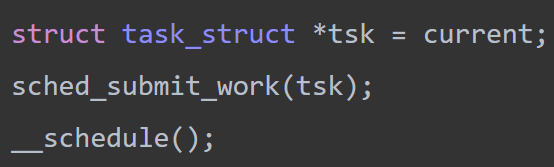 struct task_struct *tsk = current;
sched_submit_work(tsk);
__schedule();